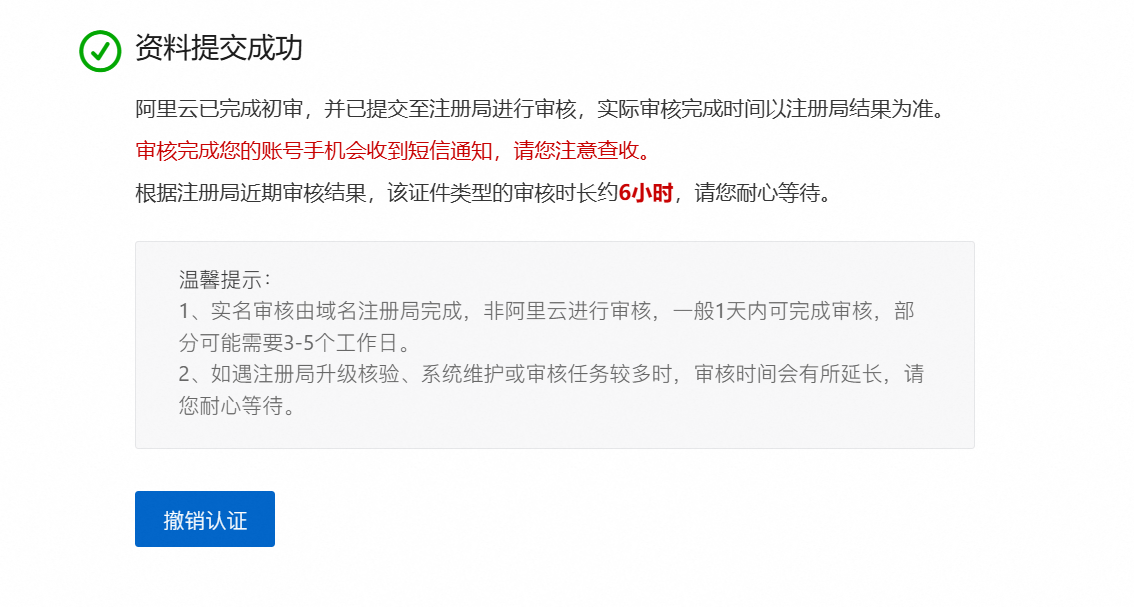 资料提交成功
阿里云已完成初审，并已提交至注册局进行审核，实际审核完成时间以注册局结果为准。
审核完成您的账号手机会收到短信通知，请您注意查收。
根据注册局近期审核结果，该证件类型的审核时长约6小时，请您耐心等待。
温馨提示：
1、实名审核由域名注册局完成，非阿里云进行审核，一般1天内可完成审核，部
分可能需要3-5个工作日。
2、如遇注册局升级核验、系统维护或审核任务较多时，审核时间会有所延长，请
您耐心等待。
撤销认证